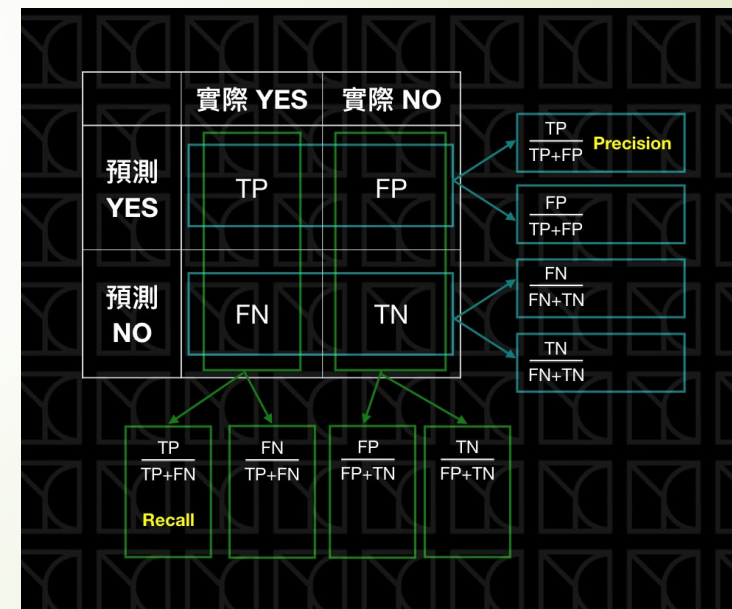 實際 YES 實際 NO
預測
YES
TP FP
預測
NO
FN TN
TP
TP+FP
Precision
FP
TP+FP
FN
FN+TN
TN
FN+TN
TP
TP+FN
Recall
FN
TP+FN
FP
FP+TN
TN
FP+TN